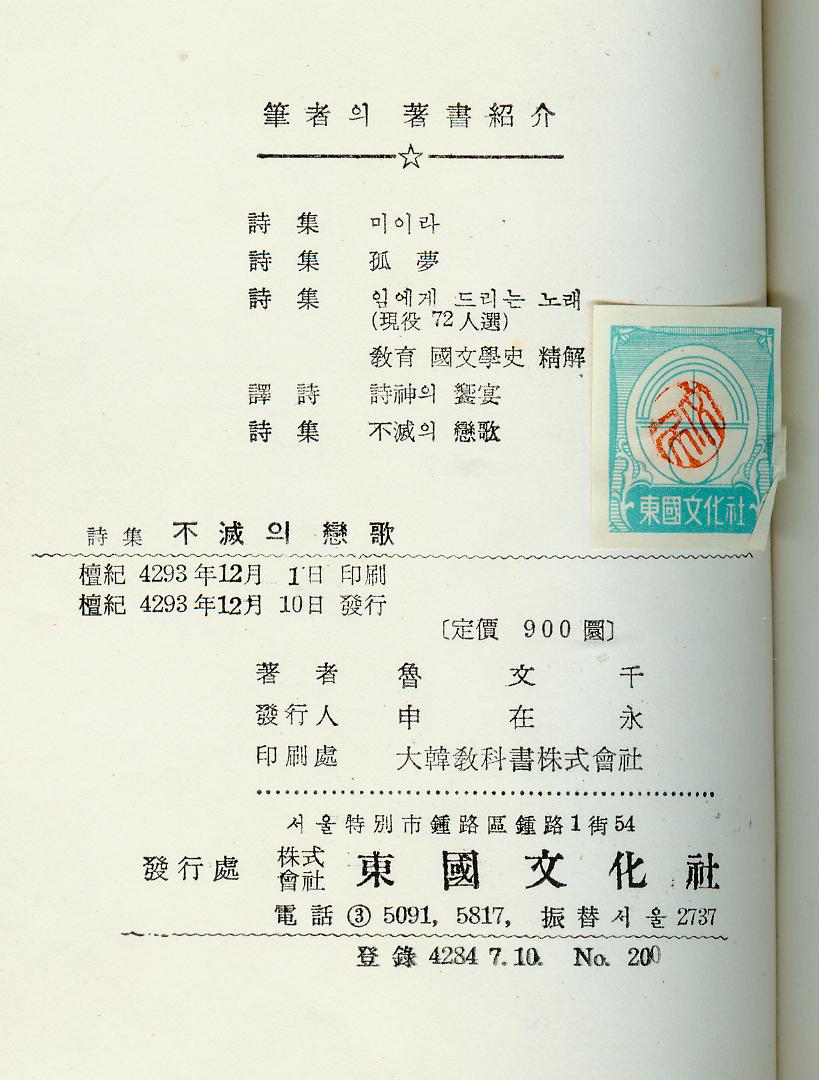 筆者의 著書紹介
詩集 미이라
詩集 孤夢
詩集 임에게 드리는 노래
(現役 72人選)
敎育 國文學史 精解
譯詩 詩神의 饗宴
詩集 不滅의 戀歌
東國文化社
詩集 不滅의 戀歌
檀紀 4293年12月 1日 印刷
檀紀 4293年12月 10日 發行
〔定價 900圜〕
著者 魯文千
發行人 申在永
印刷處 大韓敎科書株式會社
서울特別市鍾路區鍾路1街54
發行處 株式會社 東國文化社
電話 ③ 5091, 5817, 振替서울 2737
登錄 4284 7.10. No. 200